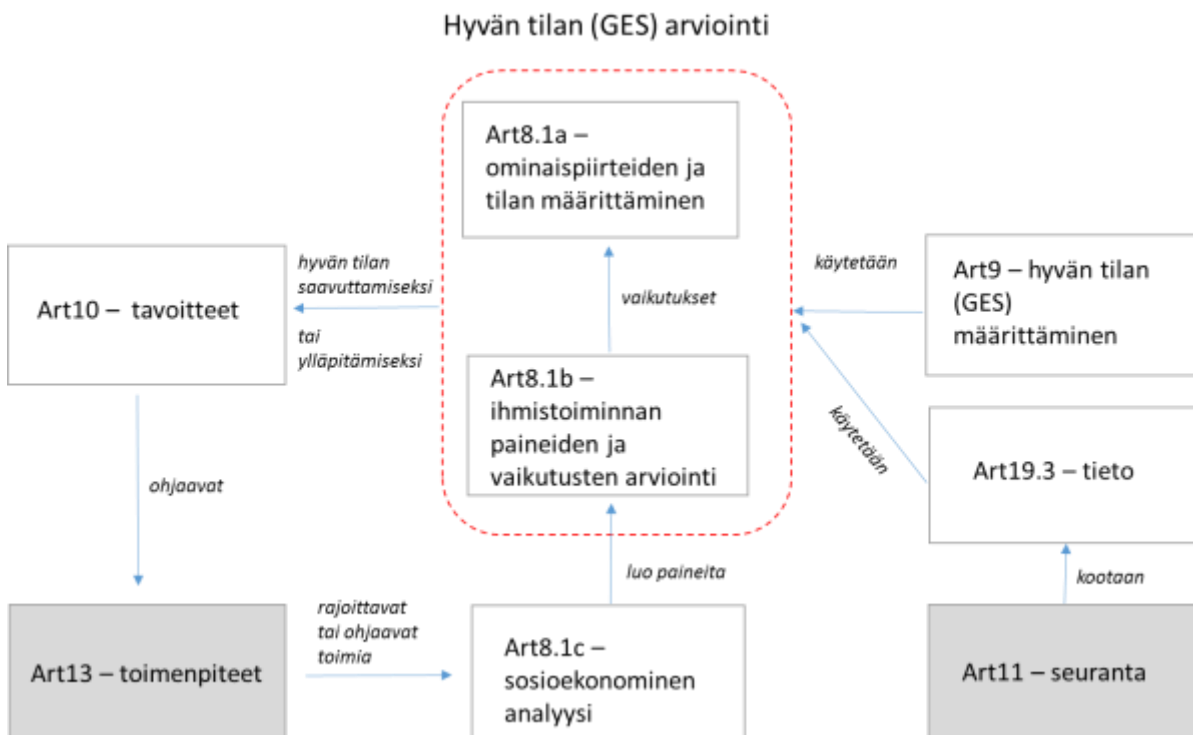 Hyvän tilan (GES) arviointi
Art8.1a –
ominaispiirteiden ja
tilan määrittäminen
hyvän tilan
saavuttamiseksi
tai
ylläpitämiseksi
Art10 – tavoitteet
vaikutukset
käytetään
Art9 – hyvän tilan
(GES)
määrittäminen
Art8.1b –
ihmistoiminnan
paineiden ja
vaikutusten arviointi
käytetään
Art19.3 – tieto
ohjaavat
luo paineita
kootaan
Art13 – toimenpiteet
rajoittavat
tai ohjaavat
toimia
Art8.1c –
sosioekonominen
analyysi
Art11 – seuranta